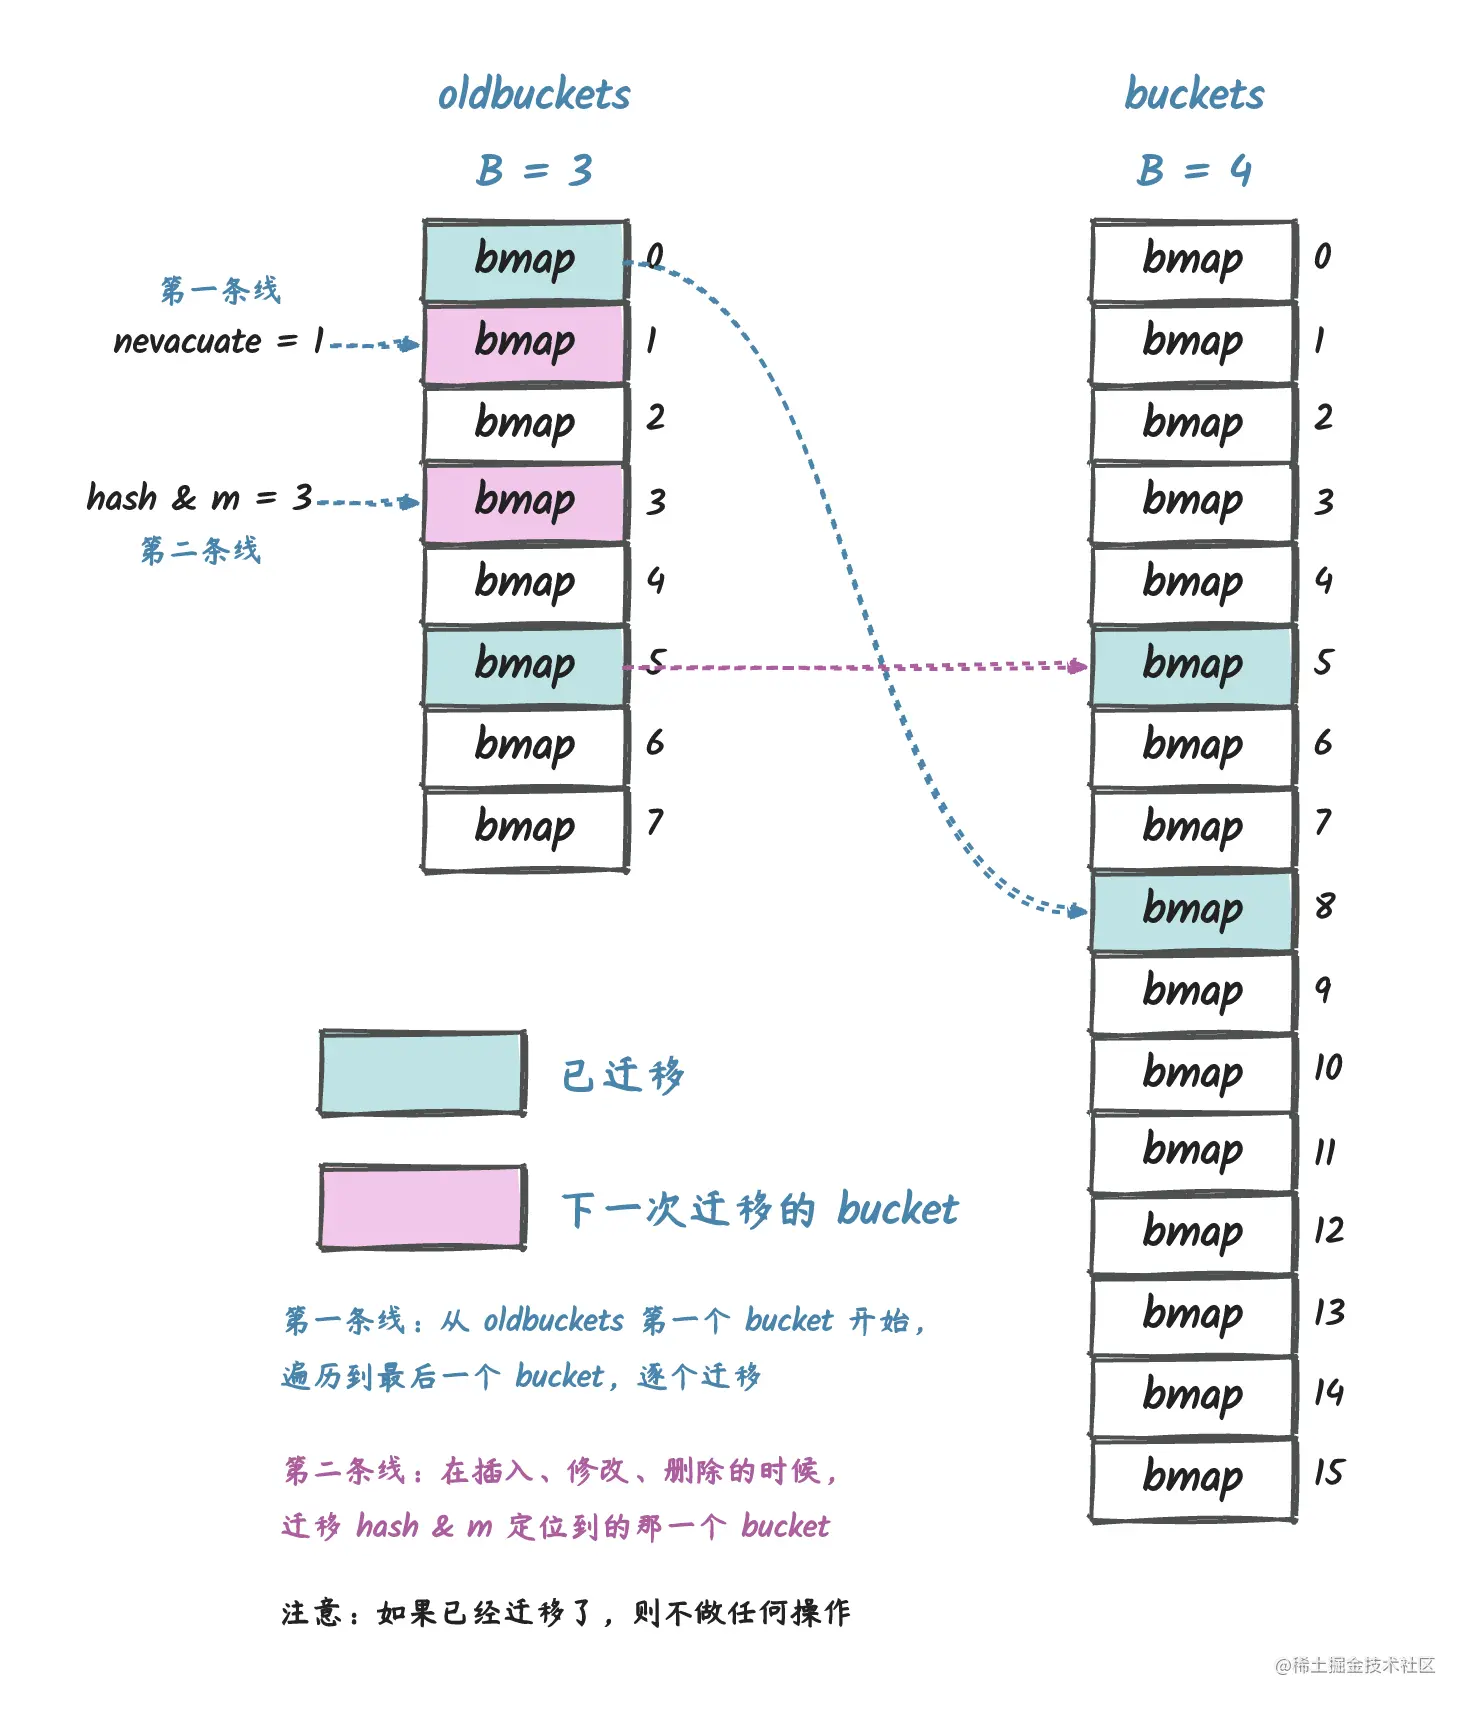 oldbuckets
B = 3
buckets
B = 4
第一条线
nevacuate = 1
hash & m = 3
第二条线
bmap 0
bmap 1
bmap 2
bmap 3
bmap 4
bmap 5
bmap 6
bmap 7
bmap 0
bmap 1
bmap 2
bmap 3
bmap 4
bmap 5
bmap 6
bmap 7
bmap 8
bmap 9
bmap 10
bmap 11
bmap 12
bmap 13
bmap 14
bmap 15
已迁移
下一次迁移的 bucket
第一条线：从 oldbuckets 第一个 bucket 开始，
遍历到最后一个 bucket，逐个迁移
第二条线：在插入、修改、删除的时候，
迁移 hash & m 定位到的那一个 bucket
注意：如果已经迁移了，则不做任何操作
@稀土掘金技术社区